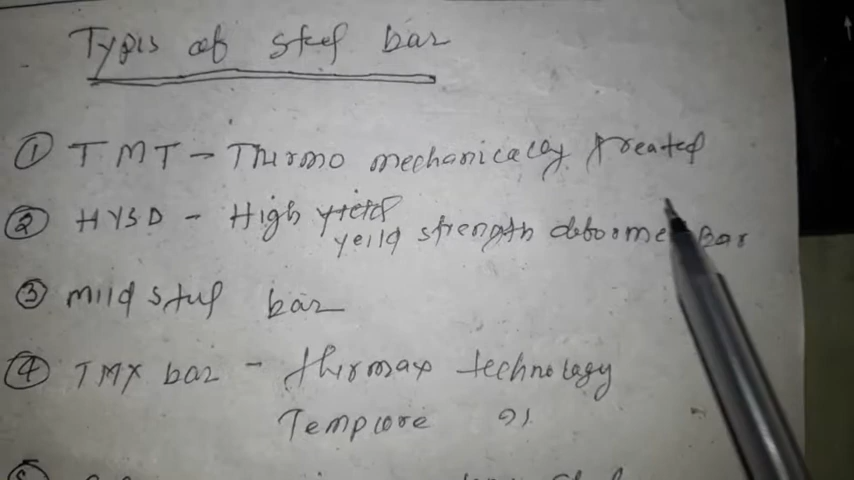 Types of steel bar
① TMT - Thermo mechanically treated
② HYSD - High yield
yeild strength deformed Bar
③ mild steel bar
④ TMX bar - thermax technology
Tempcore "